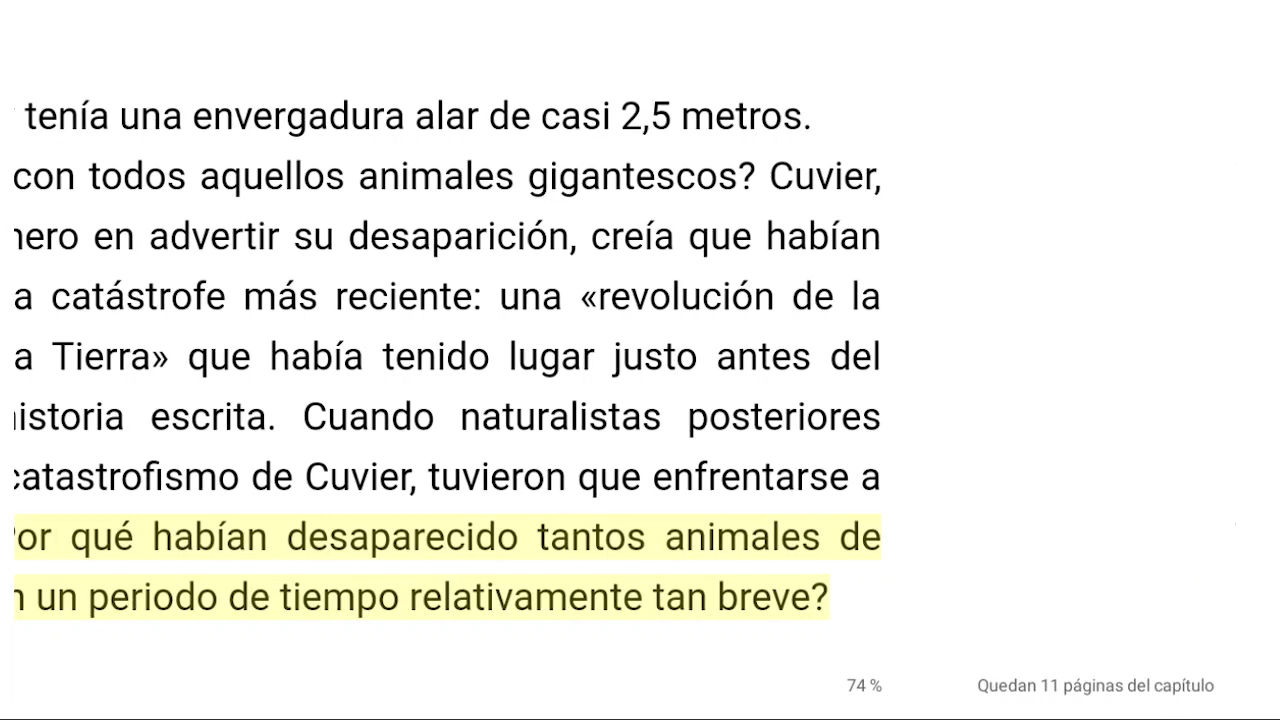 tenía una envergadura alar de casi 2,5 metros.
con todos aquellos animales gigantescos? Cuvier,
en advertir su desaparición, creía que habían
a catástrofe más reciente: una «revolución de la
a Tierra» que había tenido lugar justo antes del
istoria escrita. Cuando naturalistas posteriores
catastrofismo de Cuvier, tuvieron que enfrentarse a
or qué habían desaparecido tantos animales de
un periodo de tiempo relativamente tan breve?
74 %
Quedan 11 páginas del capítulo